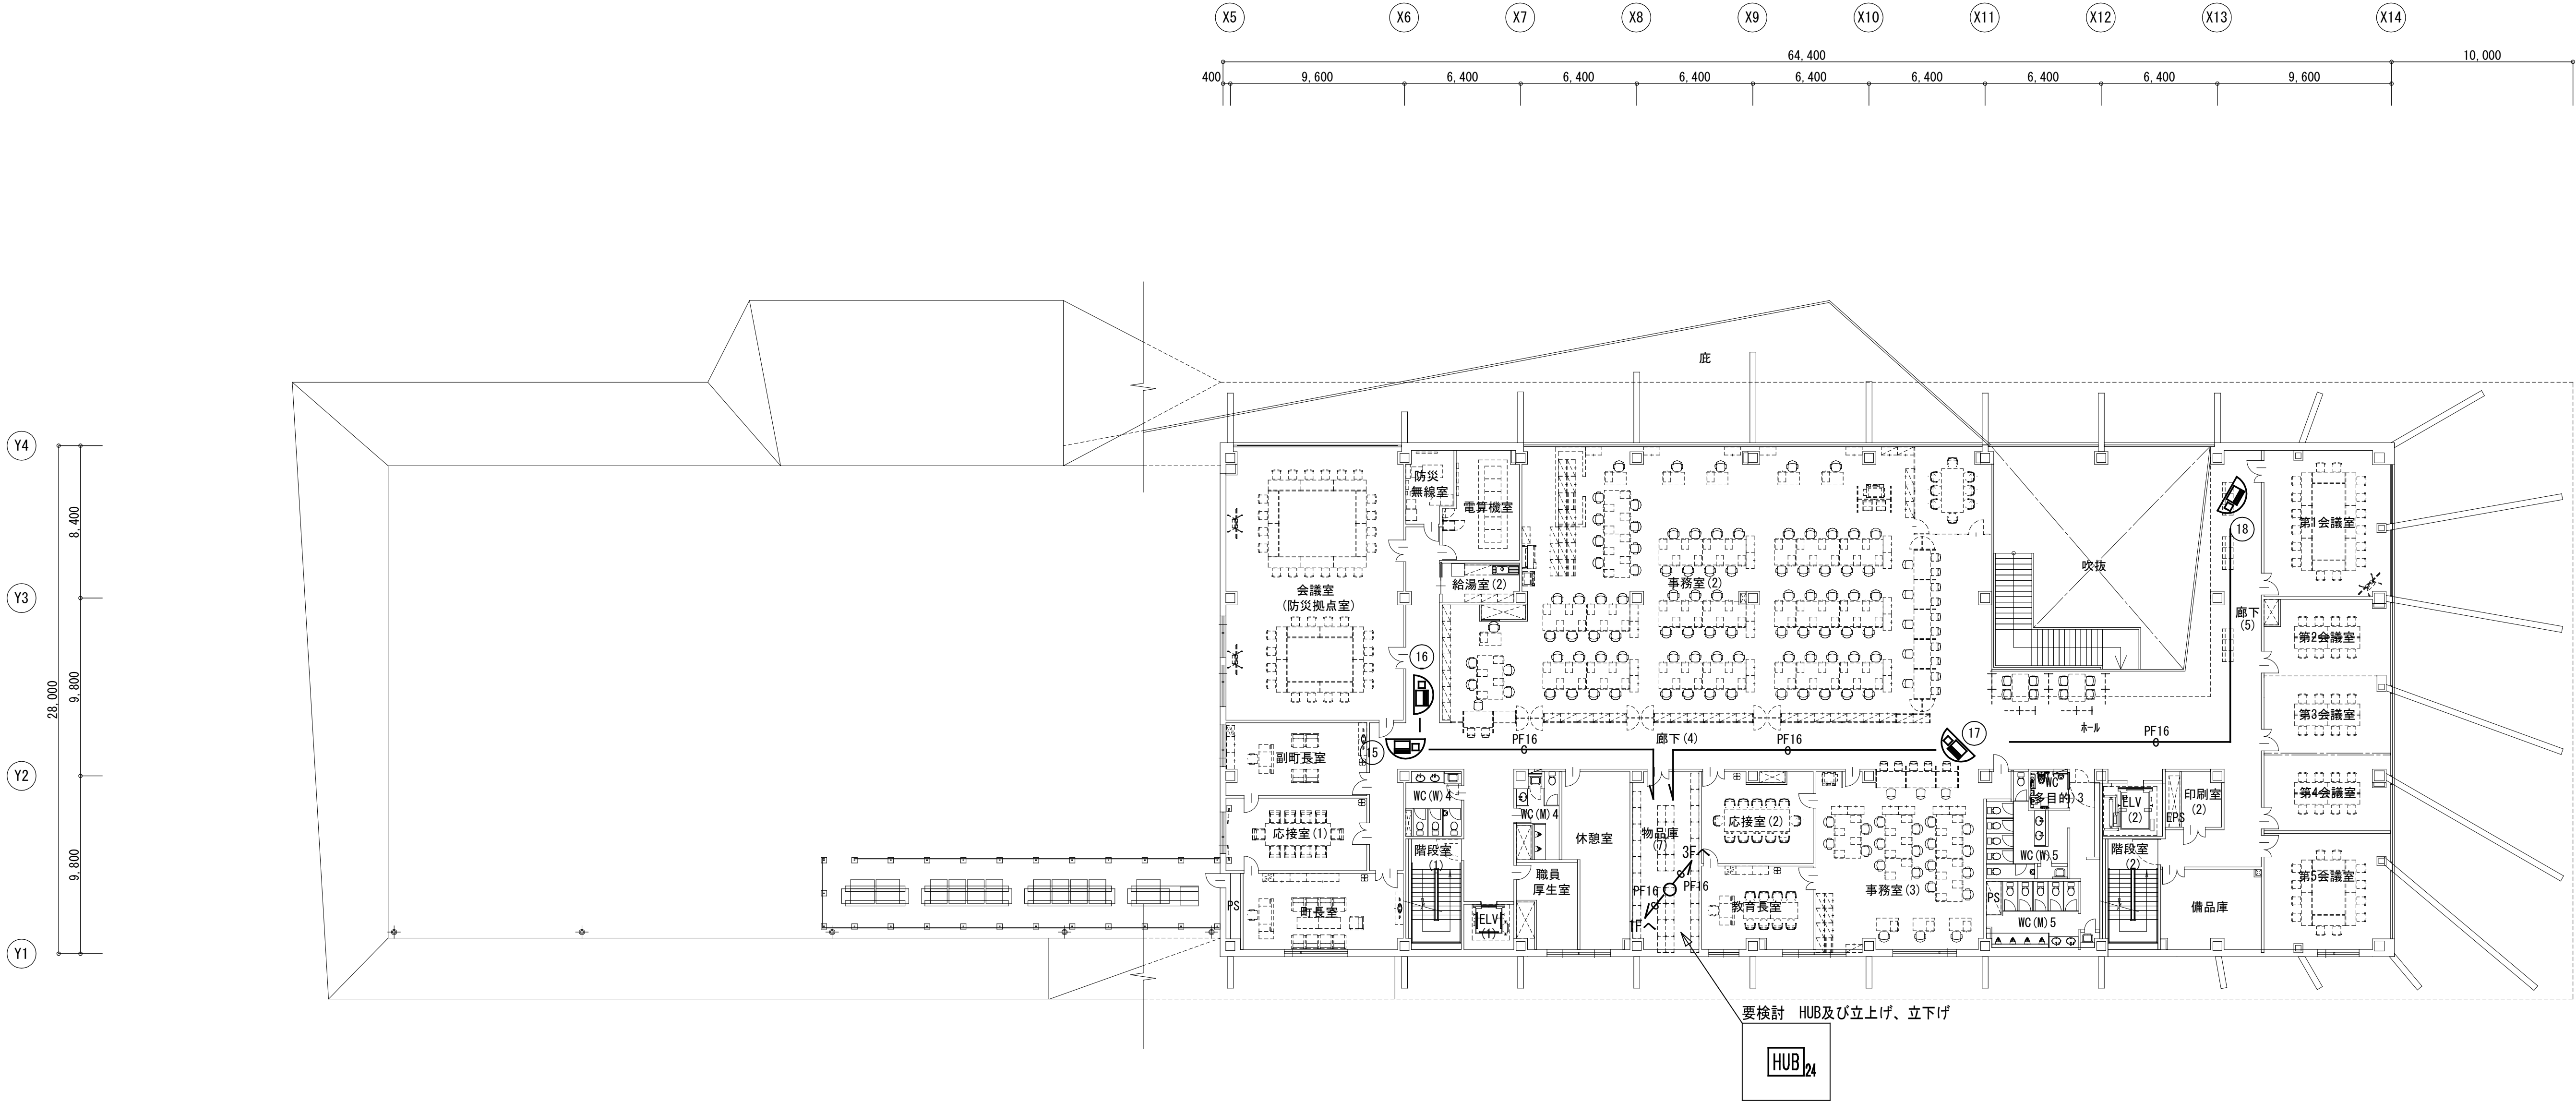 X5
X6
X7
X8
X9
X10
X11
X12
X13
X14
64,400
10,000
400
9,600
6,400
6,400
6,400
6,400
6,400
6,400
6,400
9,600
庇
Y4
Y3
Y2
Y1
28,000
8,400
9,800
9,800
防災
無線室
電算機室
給湯室(2)
会議室
(防災拠点室)
事務室(2)
吹抜
18
第1会議室
廊下
(5)
第2会議室
第3会議室
第4会議室
第5会議室
16
15
17
PF16
廊下(4)
PF16
ホール
PF16
副町長室
応接室(1)
町長室
PS
WC(W)4
WC(M)4
階段室
(1)
ELV
職員
厚生室
休憩室
物品庫
(7)
3F
PF16
PF16
1F
応接室(2)
教育長室
事務室(3)
WC
(多目的)3
WC(W)5
PS
WC(M)5
ELV
(2)
EPS
印刷室
(2)
階段室
(2)
備品庫
要検討 HUB及び立上げ、立下げ
HUB
24